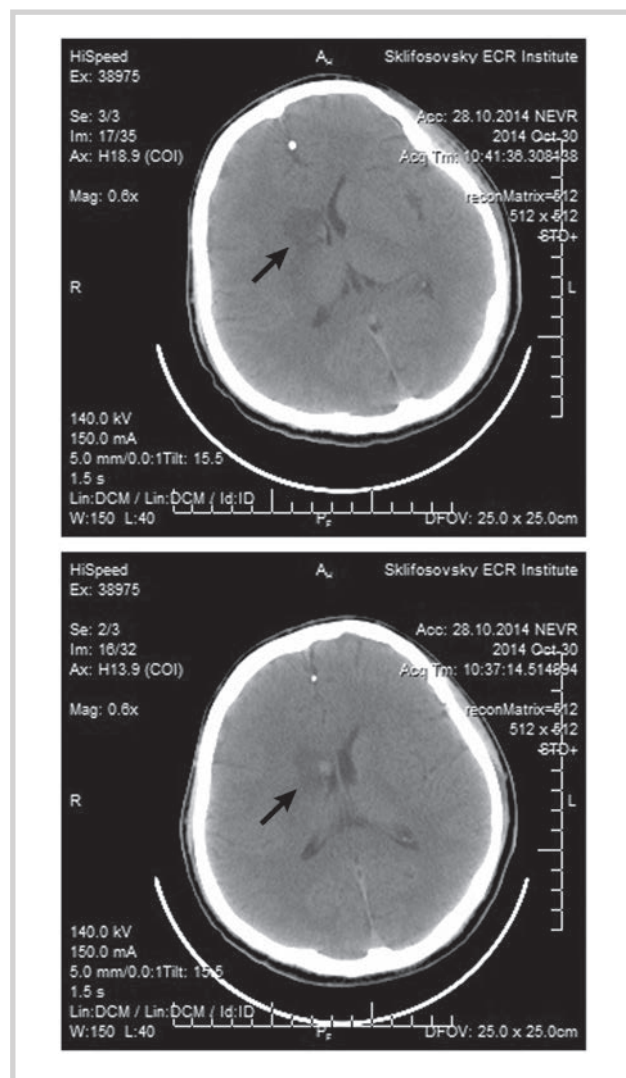 HiSpeed
Ex: 38975
Se: 3/3
Im: 17/35
Ax: H18.9 (COI)
Mag: 0.6x
A
Sklifosovsky ECR Institute
Acc: 28.10.2014 NEVR
2014 Oct 30
Acq Tm: 10:41:36.308438
reconMatrix=512
512 x 512
STD+
R
L
140.0 kV
150.0 mA
5.0 mm/0.0:1Tilt: 15.5
1.5 s
Lin:DCM / Lin:DCM / Id:ID
W:150 L:40
P
DFOV: 25.0 x 25.0cm
HiSpeed
Ex: 38975
Se: 2/3
Im: 16/32
Ax: H13.9 (COI)
Mag: 0.6x
A
Sklifosovsky ECR Institute
Acc: 28.10.2014 NEVR
2014 Oct 30
Acq Tm: 10:37:14.514894
reconMatrix=512
512 x 512
STD+
R
L
140.0 kV
150.0 mA
5.0 mm/0.0:1Tilt: 15.5
1.5 s
Lin:DCM / Lin:DCM / Id:ID
W:150 L:40
P
DFOV: 25.0 x 25.0cm